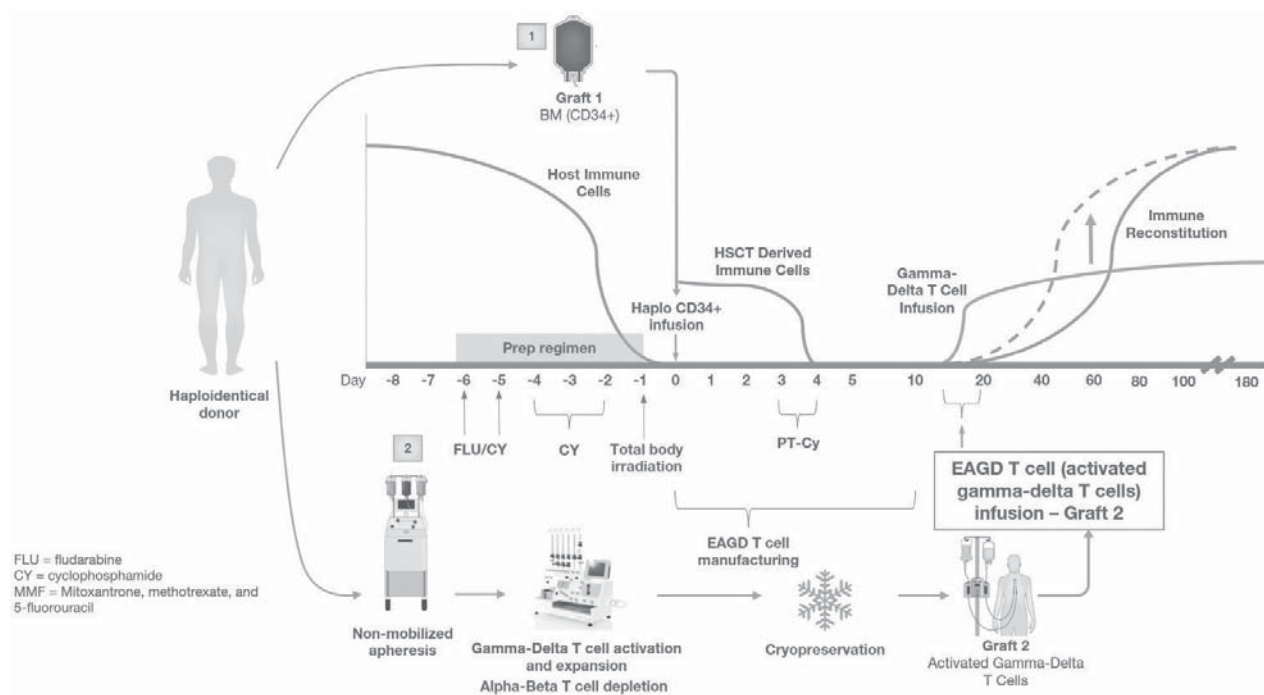 1
Graft 1
BM (CD34+)
Host Immune
Cells
HSCT Derived
Immune Cells
Immune
Reconstitution
Gamma-
Delta T Cell
Infusion
Haplo CD34+
infusion
Prep regimen
Haploidentical
donor
Day -8 -7 -6 -5 -4 -3 -2 -1 0 1 2 3 4 5 10 20 40 60 80 100 180
FLU/CY
CY
Total body
irradiation
PT-Cy
2
EAGD T cell (activated
gamma-delta T cells)
infusion – Graft 2
EAGD T cell
manufacturing
FLU = fludarabine
CY = cyclophosphamide
MMF = Mitoxantrone, methotrexate, and
5-fluorouracil
Non-mobilized
apheresis
Gamma-Delta T cell activation
and expansion
Alpha-Beta T cell depletion
Cryopreservation
Graft 2
Activated Gamma-Delta
T Cells